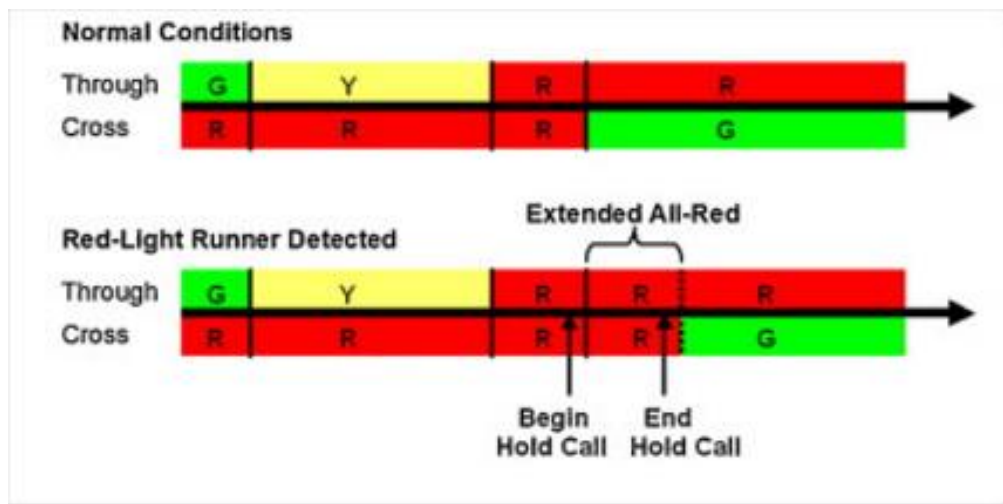 Normal Conditions
Through G Y R R
Cross R R R G
Extended All-Red
Red-Light Runner Detected
Through G Y R R R
Cross R R R R G
Begin Hold Call
End Hold Call